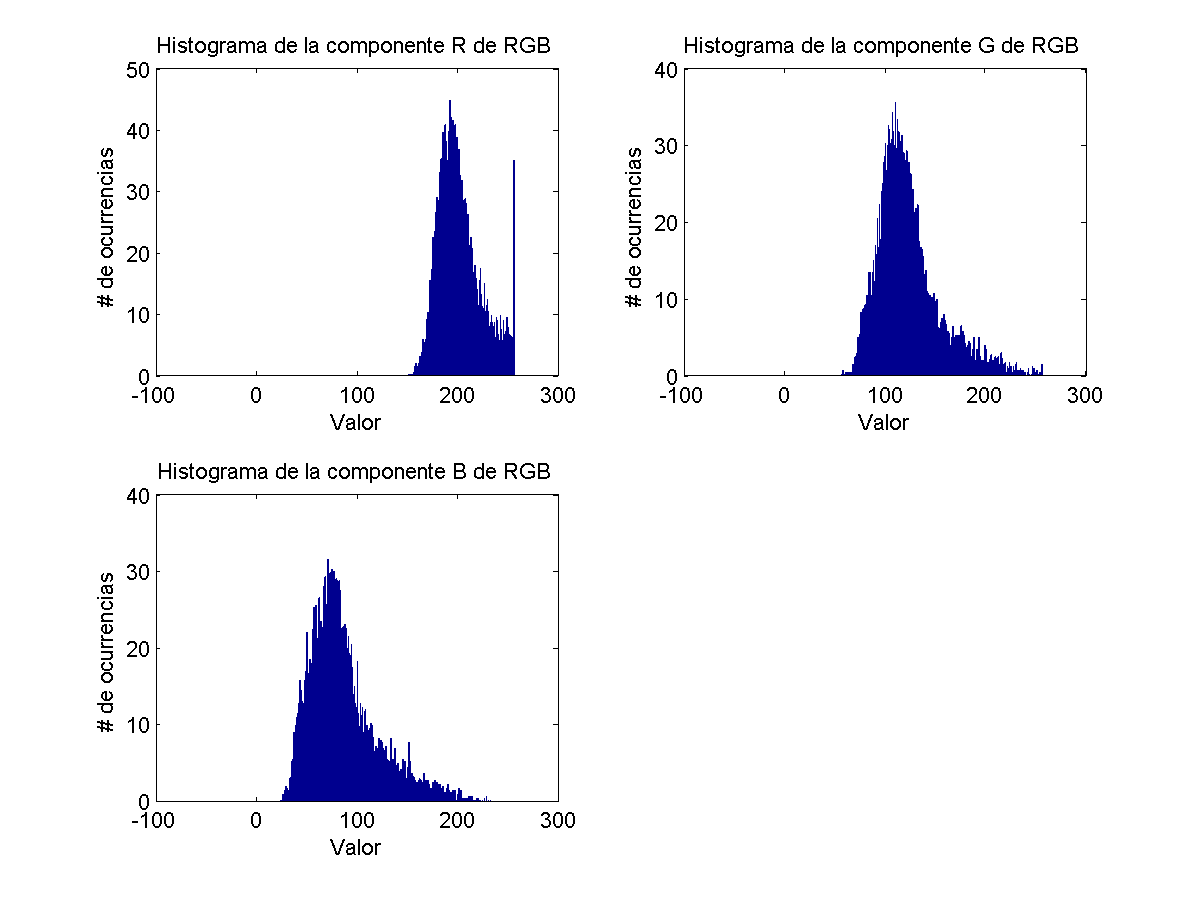 Histograma de la componente R de RGB
50
40
30
20
10
0
-100 0 100 200 300
# de ocurrencias
Valor
Histograma de la componente G de RGB
40
30
20
10
0
-100 0 100 200 300
# de ocurrencias
Valor
Histograma de la componente B de RGB
40
30
20
10
0
-100 0 100 200 300
# de ocurrencias
Valor